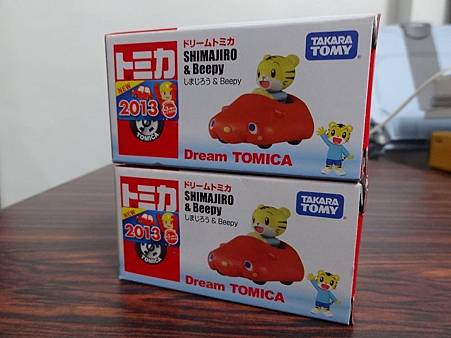 トミカ
ドリームトミカ
SHIMAJIRO
& Beepy
しまじろう & Beepy
TAKARA
TOMY
NEW
2013
TOMICA
Dream TOMICA
トミカ
ドリームトミカ
SHIMAJIRO
& Beepy
しまじろう & Beepy
TAKARA
TOMY
NEW
2013
TOMICA
Dream TOMICA